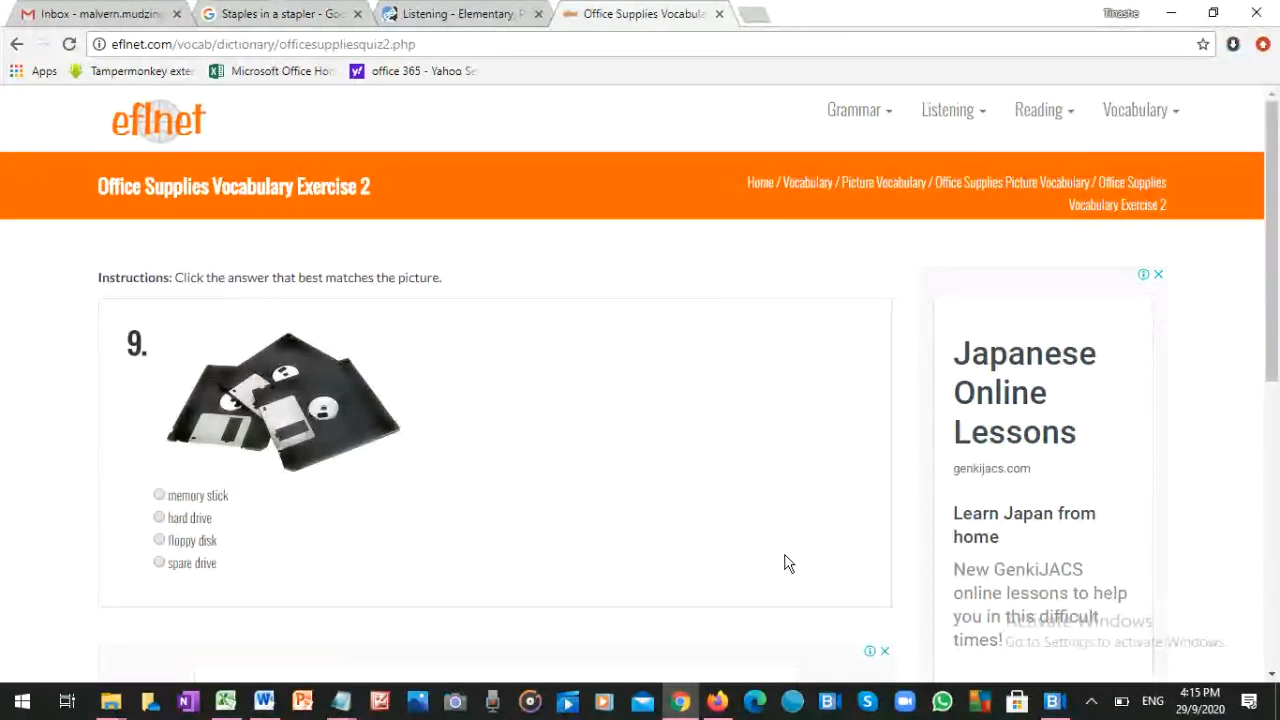 Inbox - malvern.mudzin
Staples in a stapler - Goo
Listening - Elementary, P
Office Supplies Vocabula
Tinashe
eflnet.com/vocab/dictionary/officesuppliesquiz2.php
Apps
Tampermonkey exter
Microsoft Office Hom
office 365 - Yahoo Se
eflnet
Grammar
Listening
Reading
Vocabulary
Office Supplies Vocabulary Exercise 2
Home / Vocabulary / Picture Vocabulary / Office Supplies Picture Vocabulary / Office Supplies
Vocabulary Exercise 2
Instructions: Click the answer that best matches the picture.
9.
memory stick
hard drive
floppy disk
spare drive
Japanese
Online
Lessons
genkijacs.com
Learn Japan from
home
New GenkiJACS
online lessons to help
you in this difficult
times!
Activate Windows
Go to Settings to activate Windows.
ENG
4:15 PM
29/9/2020